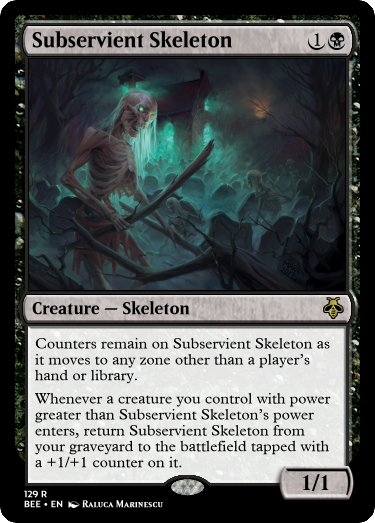 Subservient Skeleton 1
Creature — Skeleton
Counters remain on Subservient Skeleton as
it moves to any zone other than a player's
hand or library.
Whenever a creature you control with power
greater than Subservient Skeleton's power
enters, return Subservient Skeleton from
your graveyard to the battlefield tapped with
a +1/+1 counter on it.
1/1
129 R
BEE • EN Raluca Marinescu